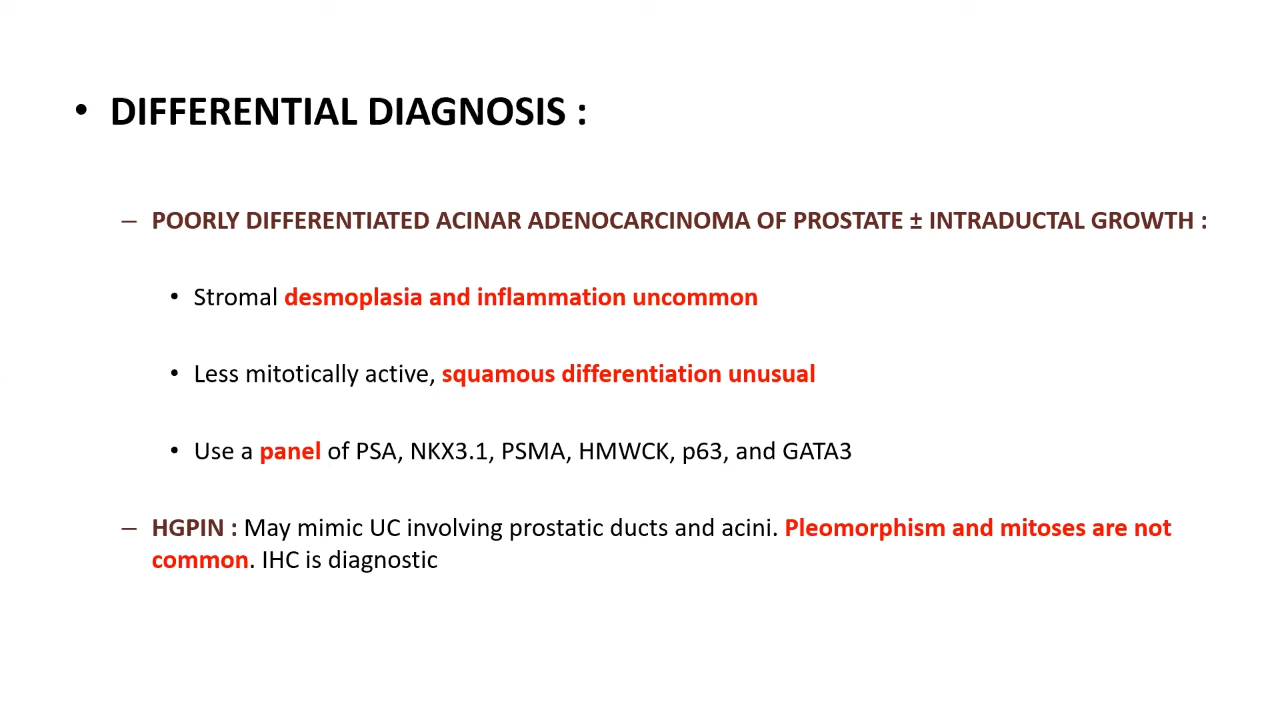 • DIFFERENTIAL DIAGNOSIS :
– POORLY DIFFERENTIATED ACINAR ADENOCARCINOMA OF PROSTATE ± INTRADUCTAL GROWTH :
• Stromal desmoplasia and inflammation uncommon
• Less mitotically active, squamous differentiation unusual
• Use a panel of PSA, NKX3.1, PSMA, HMWCK, p63, and GATA3
– HGPIN : May mimic UC involving prostatic ducts and acini. Pleomorphism and mitoses are not
common. IHC is diagnostic